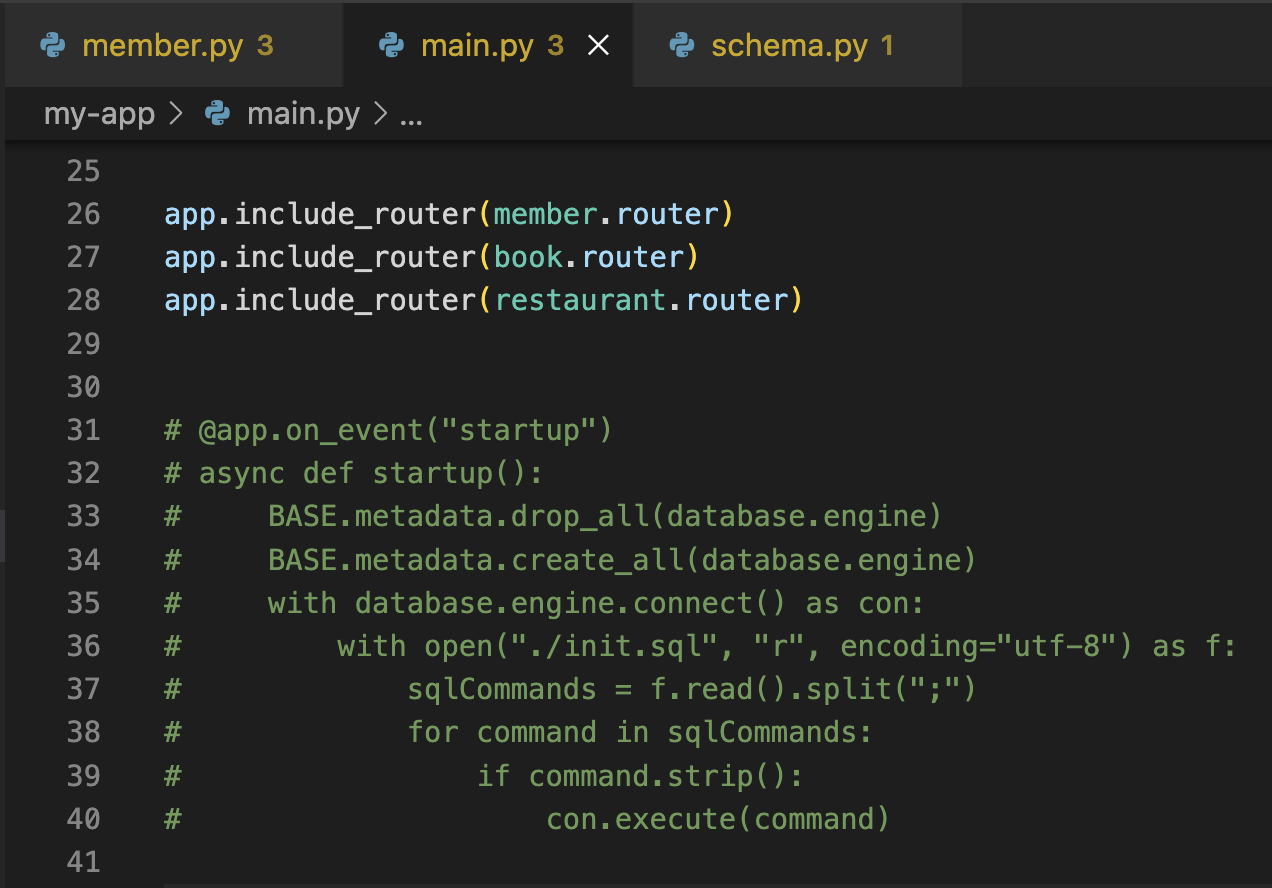 member.py 3 main.py 3 schema.py 1
my-app > main.py > ...
25
26 app.include_router(member.router)
27 app.include_router(book.router)
28 app.include_router(restaurant.router)
29
30
31 # @app.on_event("startup")
32 # async def startup():
33 #     BASE.metadata.drop_all(database.engine)
34 #     BASE.metadata.create_all(database.engine)
35 #     with database.engine.connect() as con:
36 #         with open("./init.sql", "r", encoding="utf-8") as f:
37 #             sqlCommands = f.read().split(";")
38 #             for command in sqlCommands:
39 #                 if command.strip():
40 #                     con.execute(command)
41